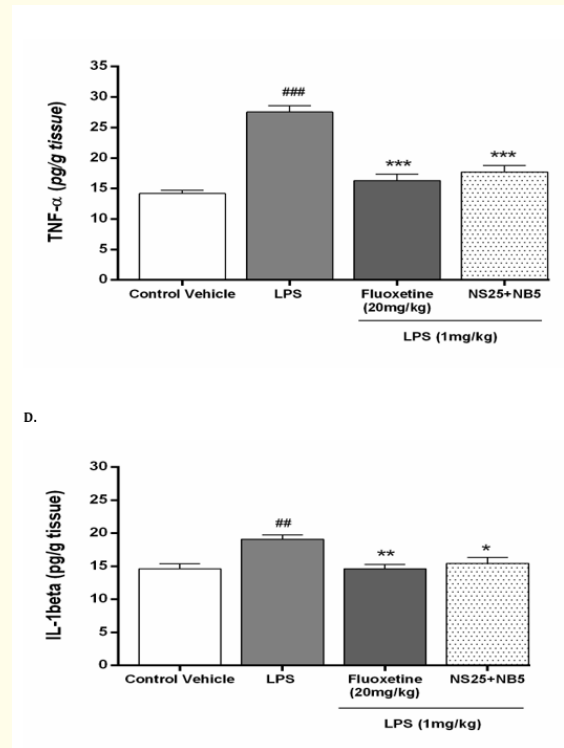 TNF-α (pg/g tissue)
35
30
25
20
15
10
5
0
###
***
***
Control Vehicle
LPS
Fluoxetine
(20mg/kg)
NS25+NB5
LPS (1mg/kg)
D.
IL-1beta (pg/g tissue)
30
25
20
15
10
5
0
##
**
*
Control Vehicle
LPS
Fluoxetine
(20mg/kg)
NS25+NB5
LPS (1mg/kg)